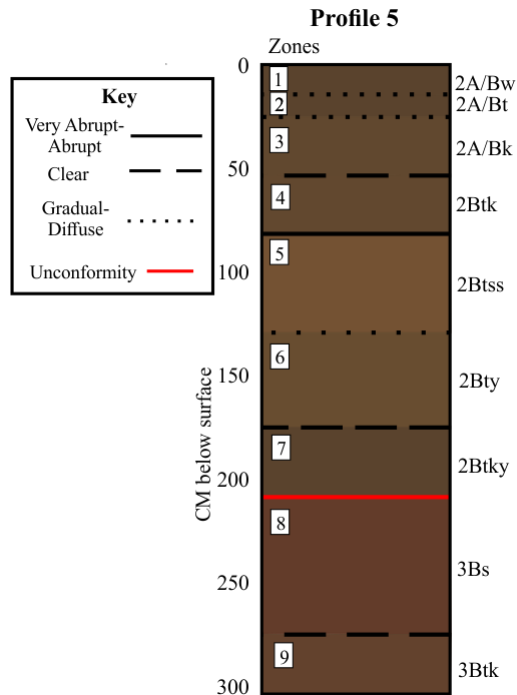 Profile 5
Zones
Key
Very Abrupt-
Abrupt
Clear
Gradual-
Diffuse
Unconformity
CM below surface
0
50
100
150
200
250
300
1
2
3
4
5
6
7
8
9
2A/Bw
2A/Bt
2A/Bk
2Btk
2Btss
2Bty
2Btky
3Bs
3Btk